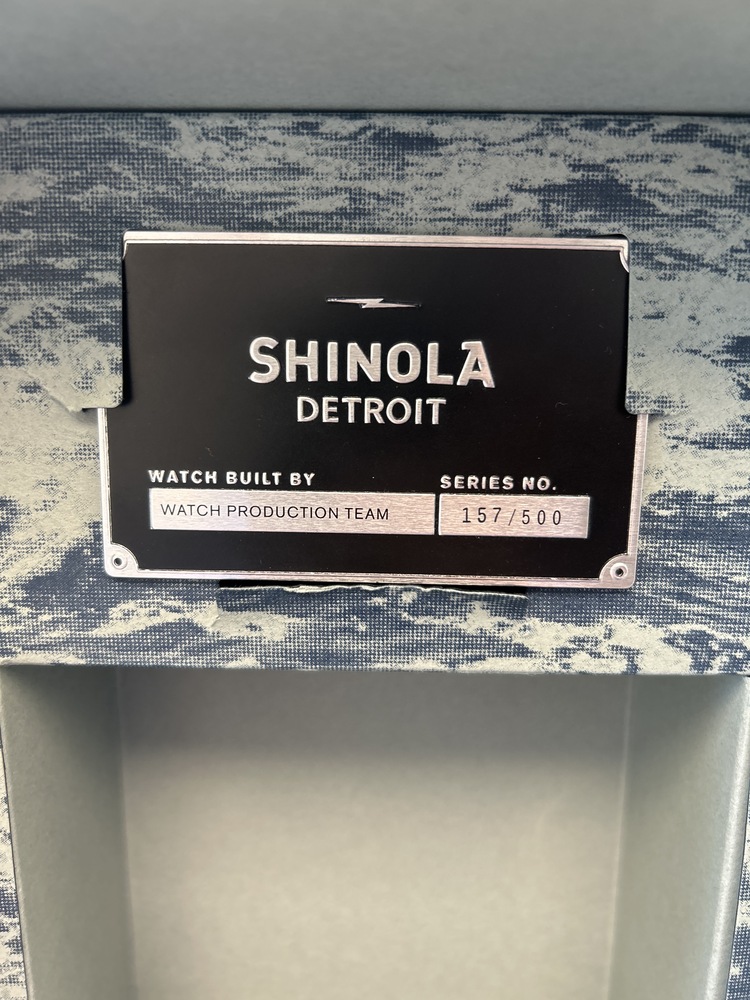 SHINOLA
DETROIT
WATCH BUILT BY
WATCH PRODUCTION TEAM
SERIES NO.
157/500